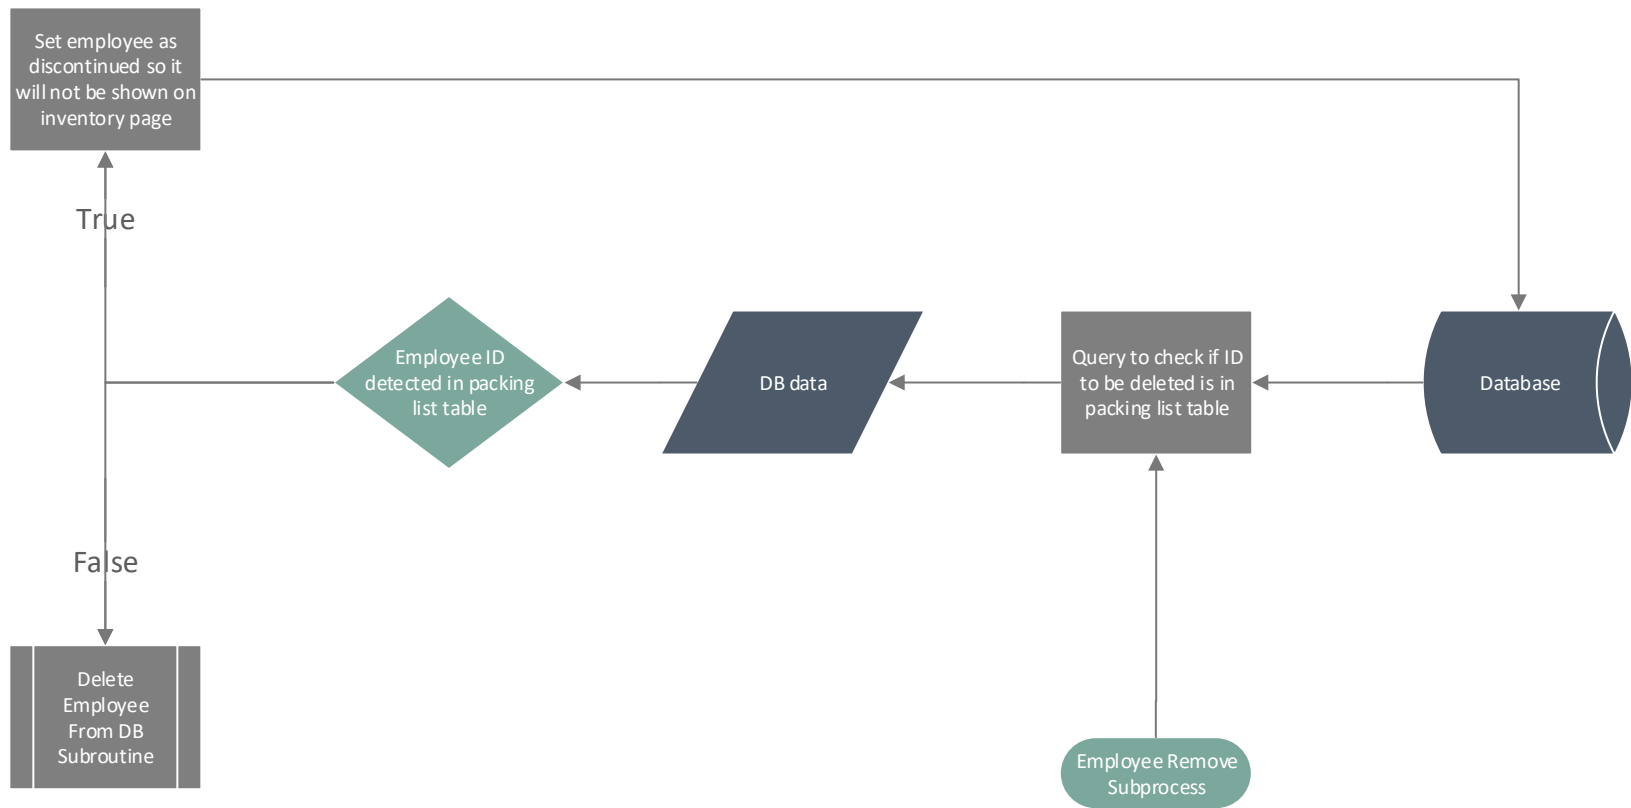 Set employee as
discontinued so it
will not be shown on
inventory page
True
Employee ID
detected in packing
list table
DB data
Query to check if ID
to be deleted is in
packing list table
Database
False
Delete
Employee
From DB
Subroutine
Employee Remove
Subprocess